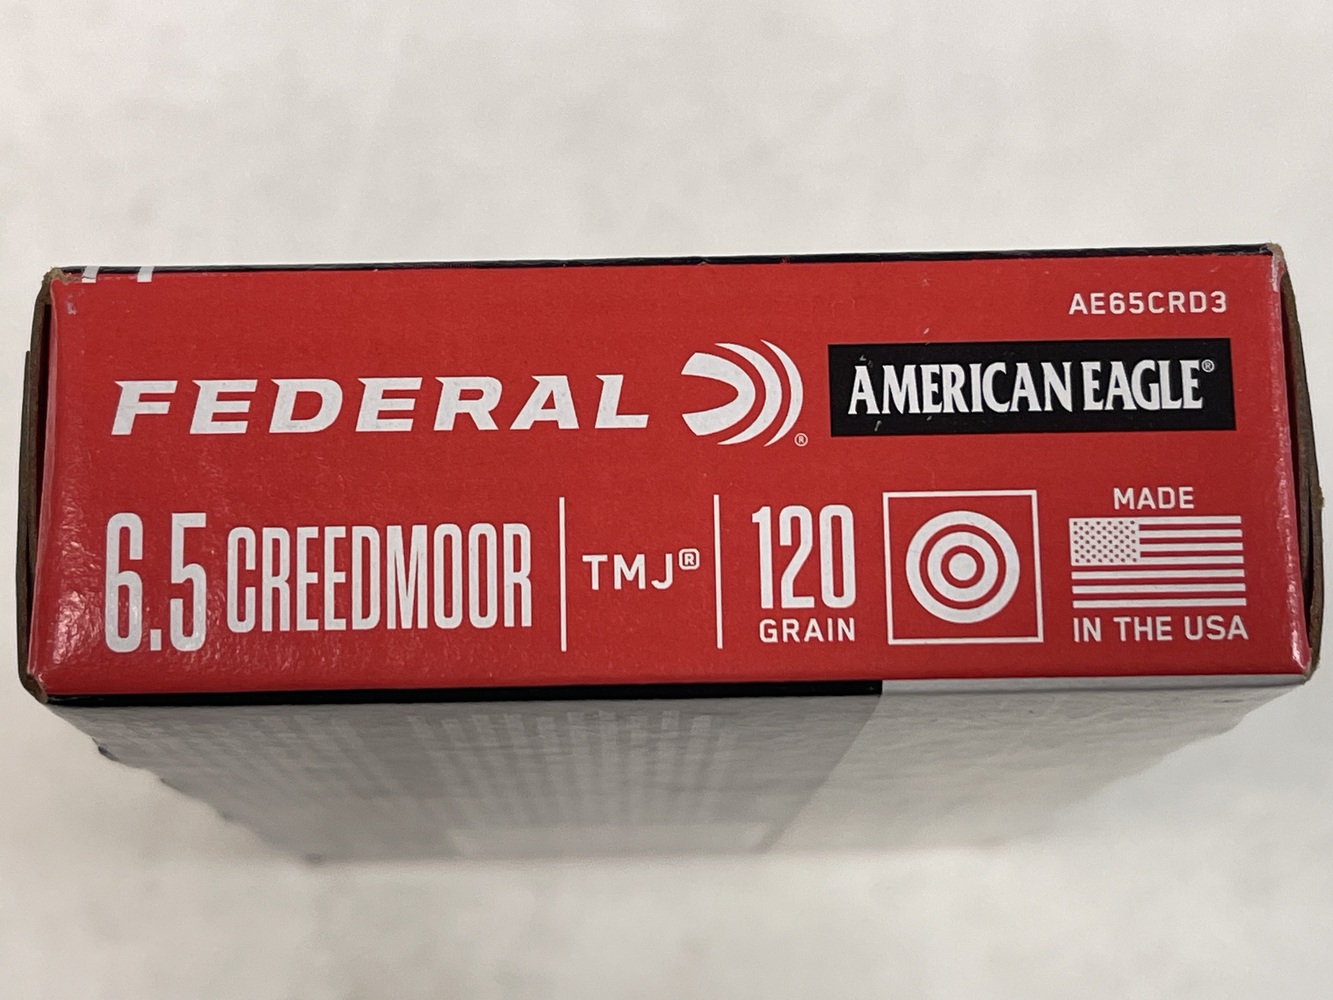 AE65CRD3
FEDERAL® AMERICAN EAGLE®
6.5 CREEDMOOR TMJ® 120 GRAIN
MADE IN THE USA